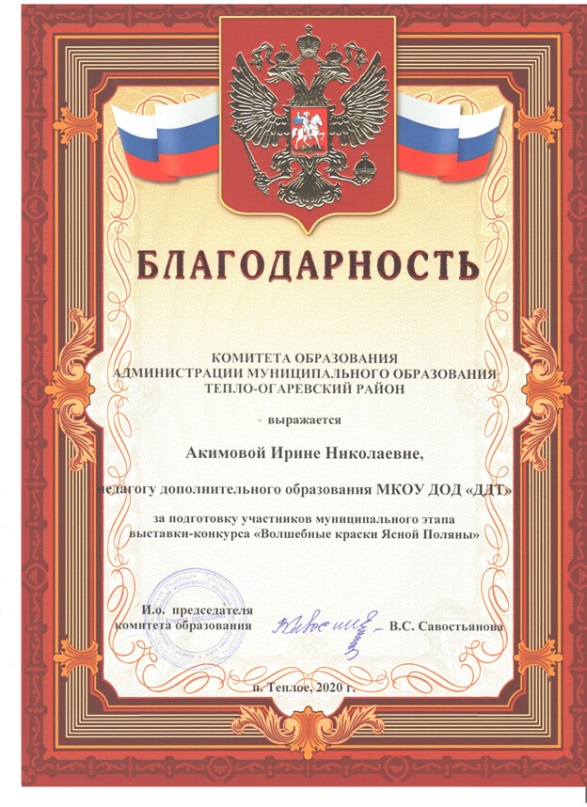 БЛАГОДАРНОСТЬ
КОМИТЕТА ОБРАЗОВАНИЯ
АДМИНИСТРАЦИИ МУНИЦИПАЛЬНОГО ОБРАЗОВАНИЯ
ТЕПЛО-ОГАРЕВСКИЙ РАЙОН
выражается
Акимовой Ирине Николаевне,
педагогу дополнительного образования МКОУ ДОД «ДДТ»
за подготовку участников муниципального этапа
выставки-конкурса «Волшебные краски Ясной Поляны»
И.о. председателя
комитета образования
В.С. Савостьянова
п. Теплое, 2020 г.